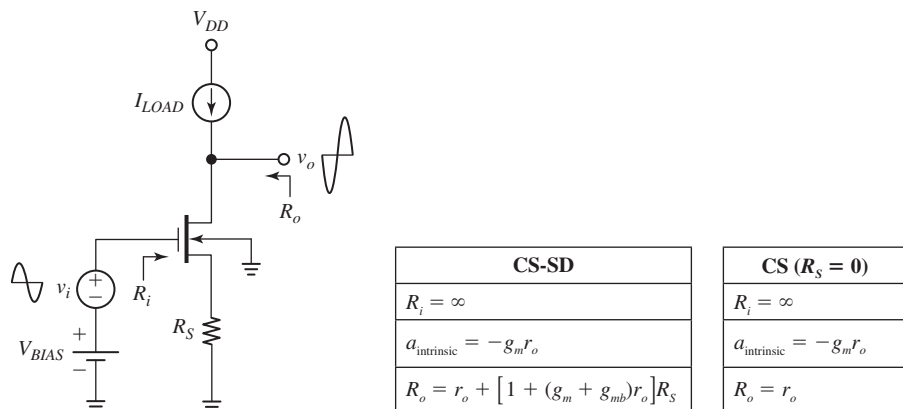 V_DD
I_LOAD
v_o
R_o
+
−
v_i
R_i
R_S
+
V_BIAS
−
CS-SD
R_i = ∞
a_intrinsic = −g_m r_o
R_o = r_o + [1 + (g_m + g_mb)r_o]R_S
CS (R_S = 0)
R_i = ∞
a_intrinsic = −g_m r_o
R_o = r_o